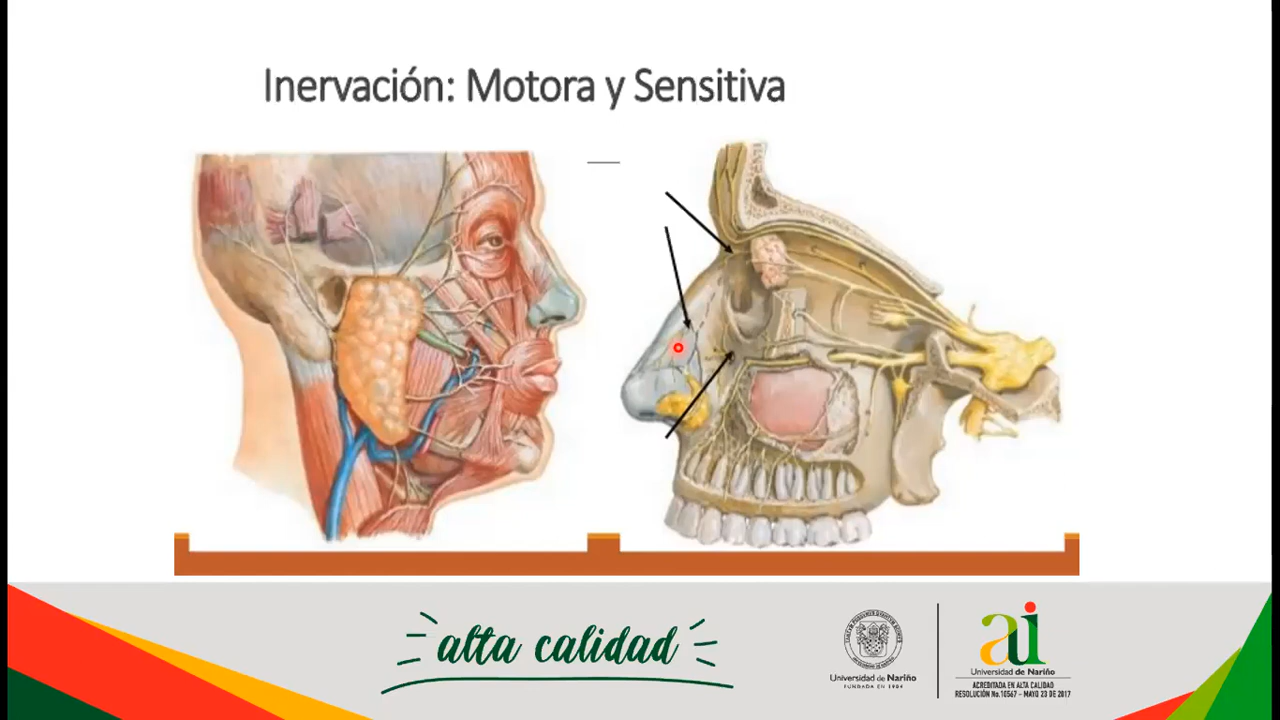 Inervación: Motora y Sensitiva
alta calidad
Universidad de Nariño
FUNDADA EN 1904
aui
Universidad de Nariño
ACREDITADA EN ALTA CALIDAD
RESOLUCIÓN No.10567 - MAYO 23 DE 2017